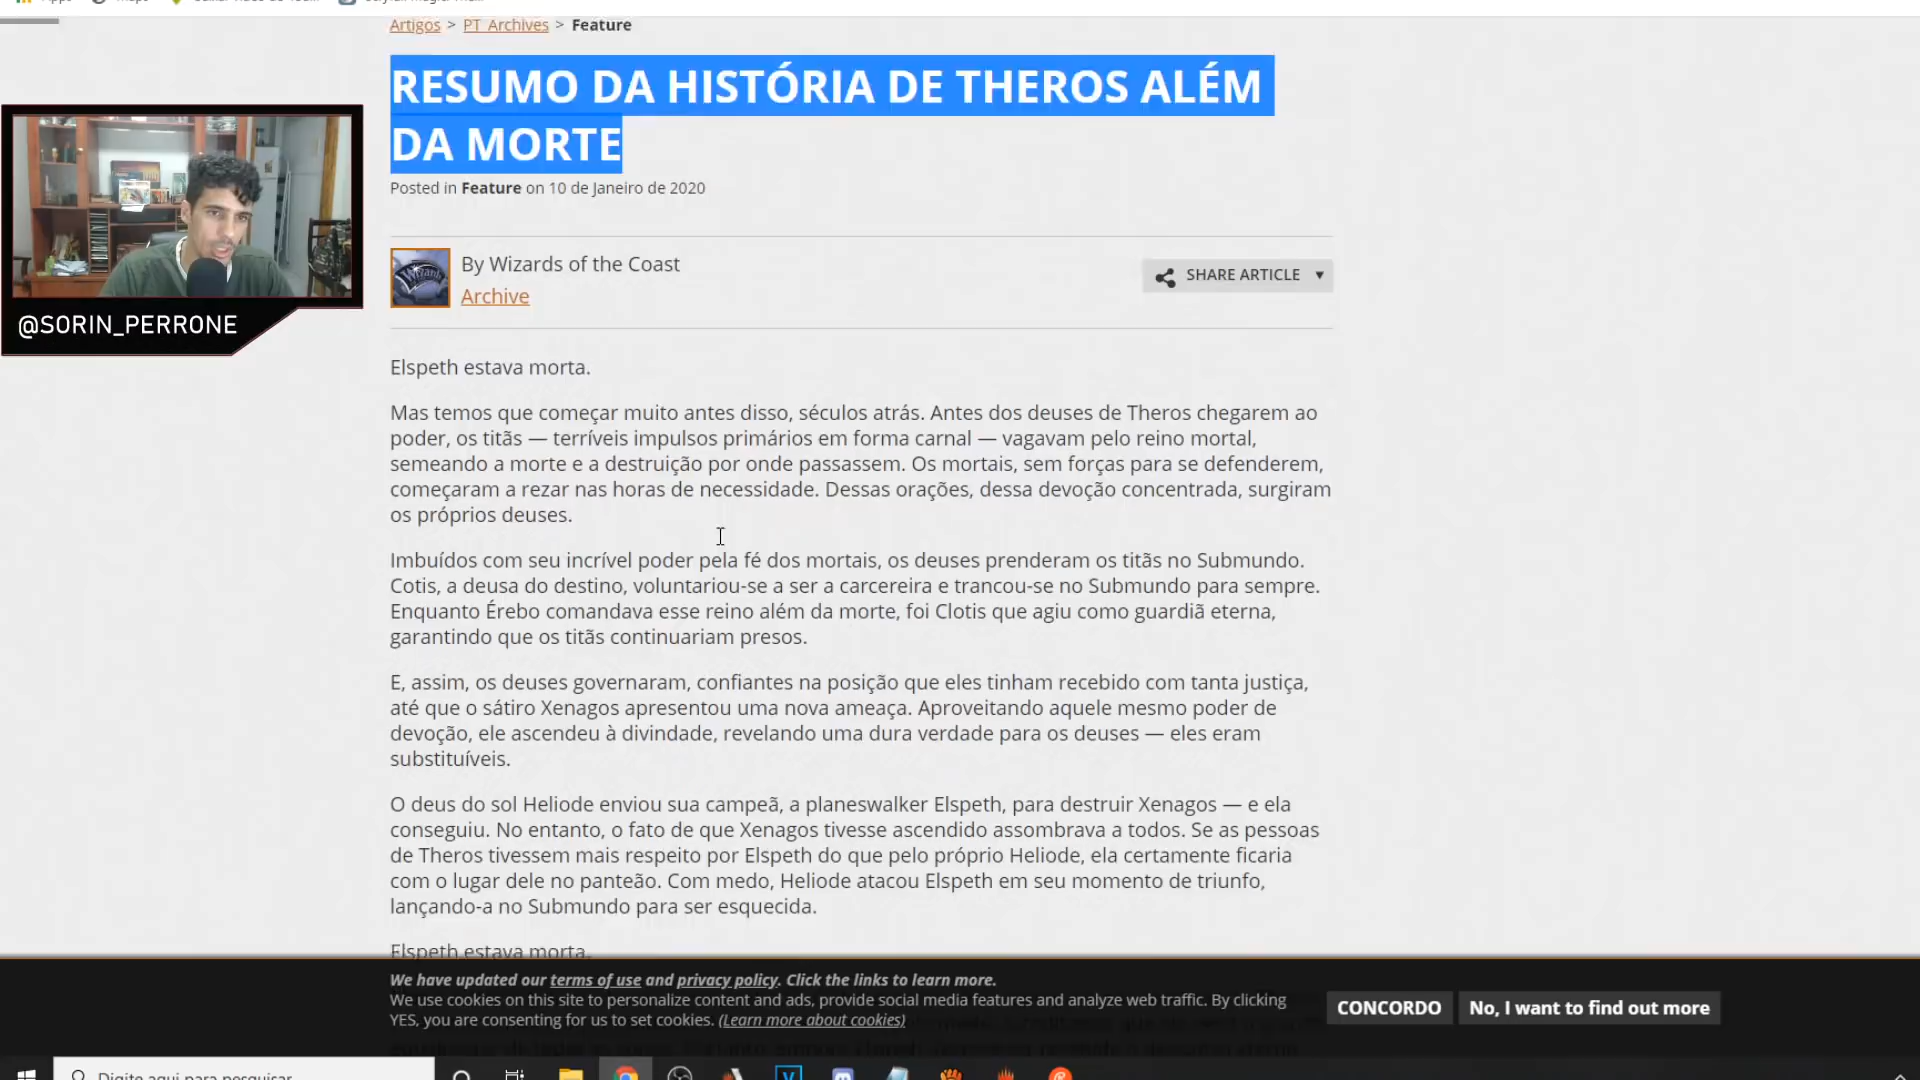 Artigos > PT Archives > Feature
RESUMO DA HISTÓRIA DE THEROS ALÉM
DA MORTE
Posted in Feature on 10 de Janeiro de 2020
By Wizards of the Coast
Archive
SHARE ARTICLE
@SORIN_PERRONE
Elspeth estava morta.
Mas temos que começar muito antes disso, séculos atrás. Antes dos deuses de Theros chegarem ao
poder, os titãs — terríveis impulsos primários em forma carnal — vagavam pelo reino mortal,
semeando a morte e a destruição por onde passassem. Os mortais, sem forças para se defenderem,
começaram a rezar nas horas de necessidade. Dessas orações, dessa devoção concentrada, surgiram
os próprios deuses.
Imbuídos com seu incrível poder pela fé dos mortais, os deuses prenderam os titãs no Submundo.
Cotis, a deusa do destino, voluntariou-se a ser a carcereira e trancou-se no Submundo para sempre.
Enquanto Érebo comandava esse reino além da morte, foi Clotis que agiu como guardiã eterna,
garantindo que os titãs continuariam presos.
E, assim, os deuses governaram, confiantes na posição que eles tinham recebido com tanta justiça,
até que o sátiro Xenagos apresentou uma nova ameaça. Aproveitando aquele mesmo poder de
devoção, ele ascendeu à divindade, revelando uma dura verdade para os deuses — eles eram
substituíveis.
O deus do sol Heliode enviou sua campeã, a planeswalker Elspeth, para destruir Xenagos — e ela
conseguiu. No entanto, o fato de que Xenagos tivesse ascendido assombrava a todos. Se as pessoas
de Theros tivessem mais respeito por Elspeth do que pelo próprio Heliode, ela certamente ficaria
com o lugar dele no panteão. Com medo, Heliode atacou Elspeth em seu momento de triunfo,
lançando-a no Submundo para ser esquecida.
Elspeth estava morta.
We have updated our terms of use and privacy policy. Click the links to learn more.
We use cookies on this site to personalize content and ads, provide social media features and analyze web traffic. By clicking
YES, you are consenting for us to set cookies. (Learn more about cookies)
CONCORDO
No, I want to find out more
Digite aqui para pesquisar